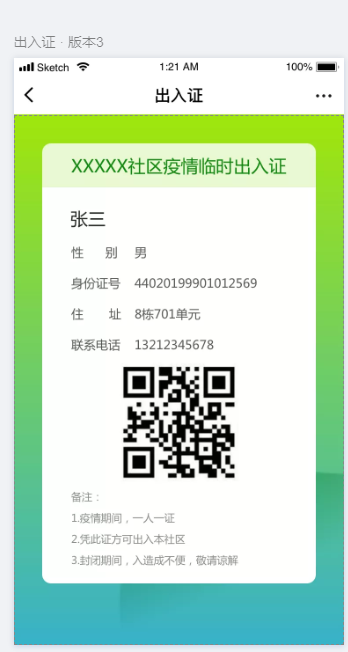 出入证 · 版本3
Sketch 1:21 AM 100%
出入证
XXXXX社区疫情临时出入证
张三
性 别 男
身份证号 44020199901012569
住 址 8栋701单元
联系电话 13212345678
备注：
1.疫情期间，一人一证
2.凭此证方可出入本社区
3.封闭期间，入造成不便，敬请谅解